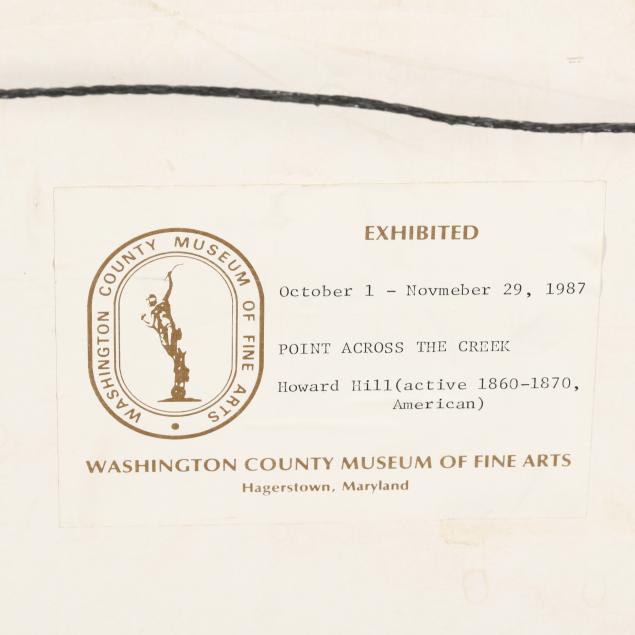 EXHIBITED
WASHINGTON COUNTY MUSEUM OF FINE ARTS
October 1 - Novmeber 29, 1987
POINT ACROSS THE CREEK
Howard Hill(active 1860-1870,
American)
WASHINGTON COUNTY MUSEUM OF FINE ARTS
Hagerstown, Maryland